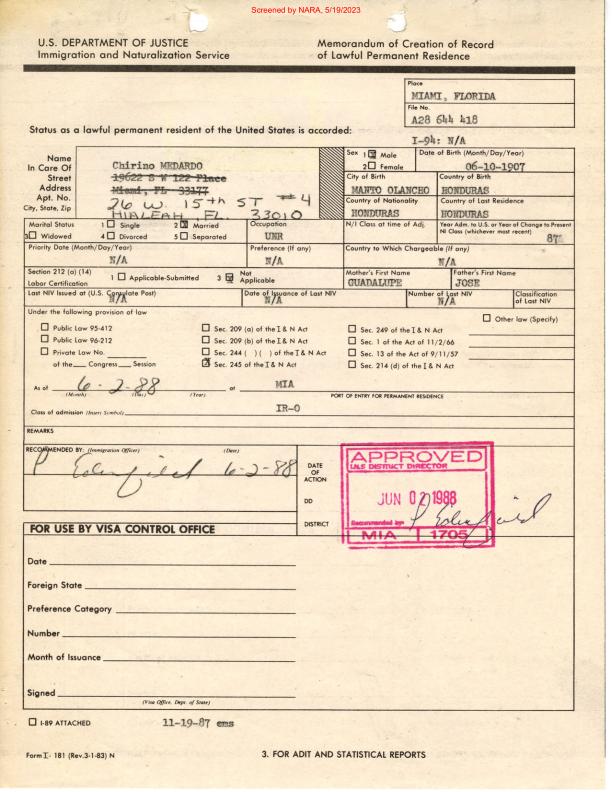 Screened by NARA, 5/19/2023
U.S. DEPARTMENT OF JUSTICE
Immigration and Naturalization Service
Memorandum of Creation of Record
of Lawful Permanent Residence
Place
MIAMI, FLORIDA
File No.
A28 644 418
Status as a lawful permanent resident of the United States is accorded:
I-94: N/A
Name
In Care Of
Street
Address
Apt. No.
City, State, Zip
Chirino MEDARDO
19622 S W 122 Place
Miami, FL 33177
26 W. 15th ST #4
HIALEAH, FL. 33010
Sex 1 ☒ Male
2 ☐ Female
Date of Birth (Month/Day/Year)
06-10-1907
City of Birth
MANTO OLANCHO
Country of Birth
HONDURAS
Country of Nationality
HONDURAS
Country of Last Residence
HONDURAS
Marital Status 1 ☐ Single 2 ☒ Married
3 ☐ Widowed 4 ☐ Divorced 5 ☐ Separated
Occupation
UNR
N/I Class at time of Adj.
Year Adm. to U.S. or Year of Change to Present
NI Class (whichever most recent)
87
Priority Date (Month/Day/Year)
N/A
Preference (If any)
N/A
Country to Which Chargeable (If any)
N/A
Section 212 (a) (14)
Labor Certification
1 ☐ Applicable-Submitted 3 ☒ Not Applicable
Mother's First Name
GUADALUPE
Father's First Name
JOSE
Last NIV Issued at (U.S. Consulate Post)
N/A
Date of Issuance of Last NIV
N/A
Number of Last NIV
N/A
Classification
of Last NIV
Under the following provision of law
☐ Other law (Specify)
☐ Public Law 95-412 ☐ Sec. 209 (a) of the I & N Act ☐ Sec. 249 of the I & N Act
☐ Public Law 96-212 ☐ Sec. 209 (b) of the I & N Act ☐ Sec. 1 of the Act of 11/2/66
☐ Private Law No. ☐ Sec. 244 ( ) ( ) of the I & N Act ☐ Sec. 13 of the Act of 9/11/57
of the Congress Session ☒ Sec. 245 of the I & N Act ☐ Sec. 214 (d) of the I & N Act
As of 6-2-88 at MIA
(Month) (Day) (Year) PORT OF ENTRY FOR PERMANENT RESIDENCE
Class of admission (Insert Symbol) IR-0
REMARKS
RECOMMENDED BY: (Immigration Officer) (Date)
P Edenfield 6-2-88
DATE
OF
ACTION
DD
DISTRICT
APPROVED
U.S. DISTRICT DIRECTOR
JUN 02 1988
Recommended by: P Edenfield
MIA 1705
FOR USE BY VISA CONTROL OFFICE
Date
Foreign State
Preference Category
Number
Month of Issuance
Signed
(Visa Office, Dept. of State)
☐ I-89 ATTACHED 11-19-87 ems
Form I-181 (Rev.3-1-83) N
3. FOR ADIT AND STATISTICAL REPORTS